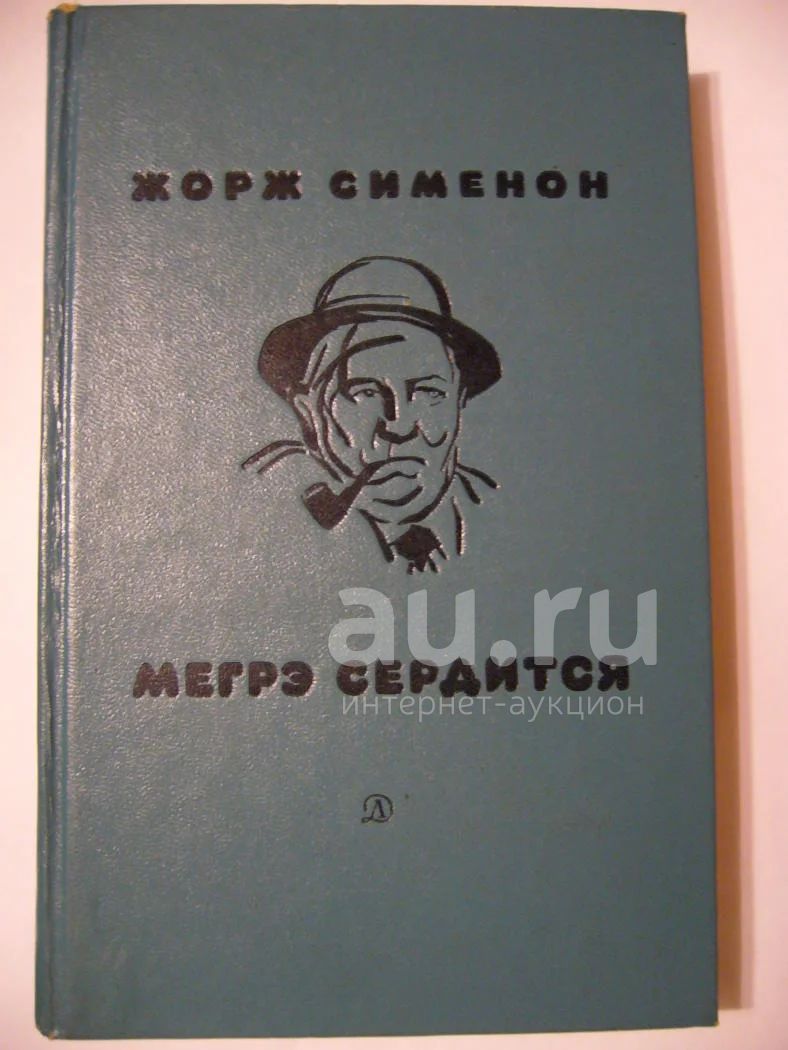 ЖОРЖ СИМЕНОН
au.ru
МЕГРЭ СЕРДИТСЯ
интернет-аукцион
Д